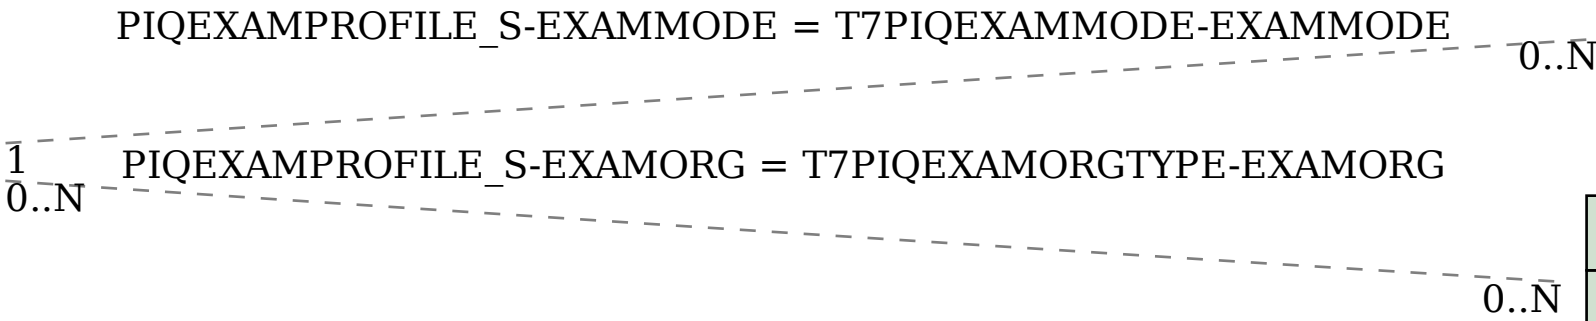 PIQEXAMPROFILE_S-EXAMMODE = T7PIQEXAMMODE-EXAMMODE
0..N
1
PIQEXAMPROFILE_S-EXAMORG = T7PIQEXAMORGTYPE-EXAMORG
0..N
0..N